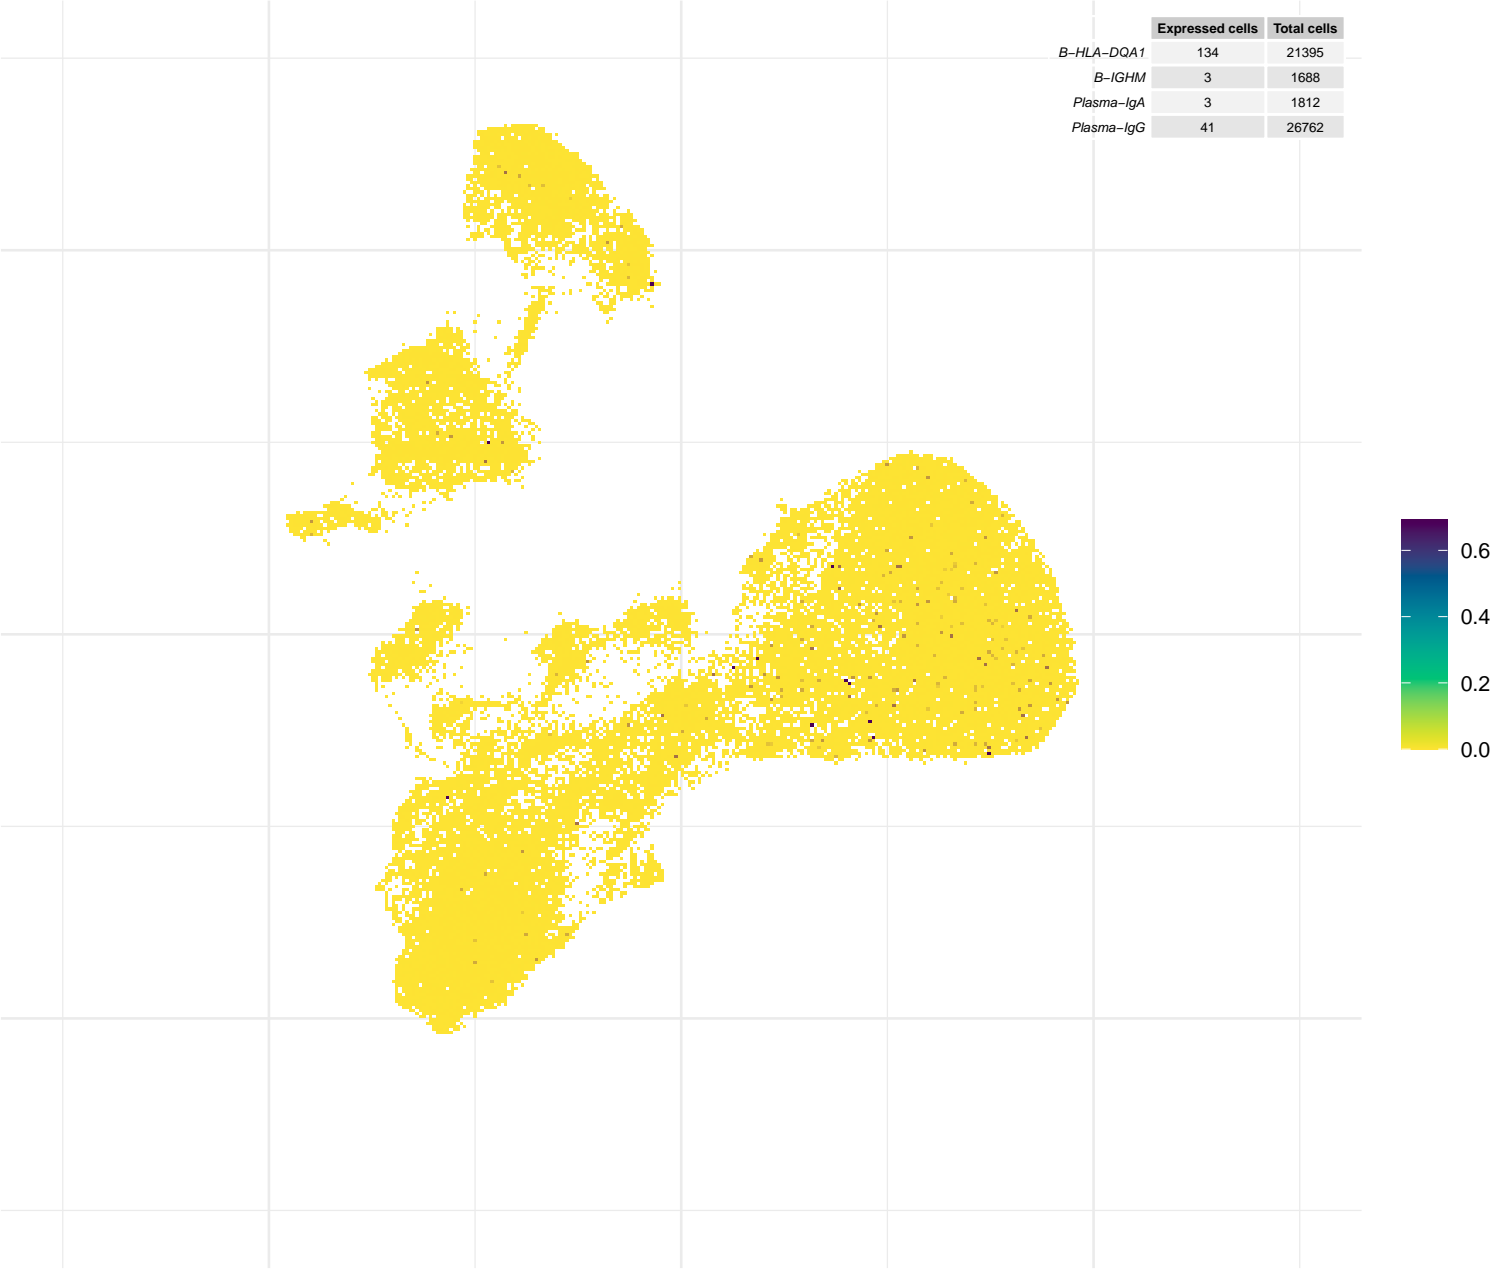 Expressed cells Total cells
B−HLA−DQA1 134 21395
B−IGHM 3 1688
Plasma−IgA 3 1812
Plasma−IgG 41 26762
0.6
0.4
0.2
0.0